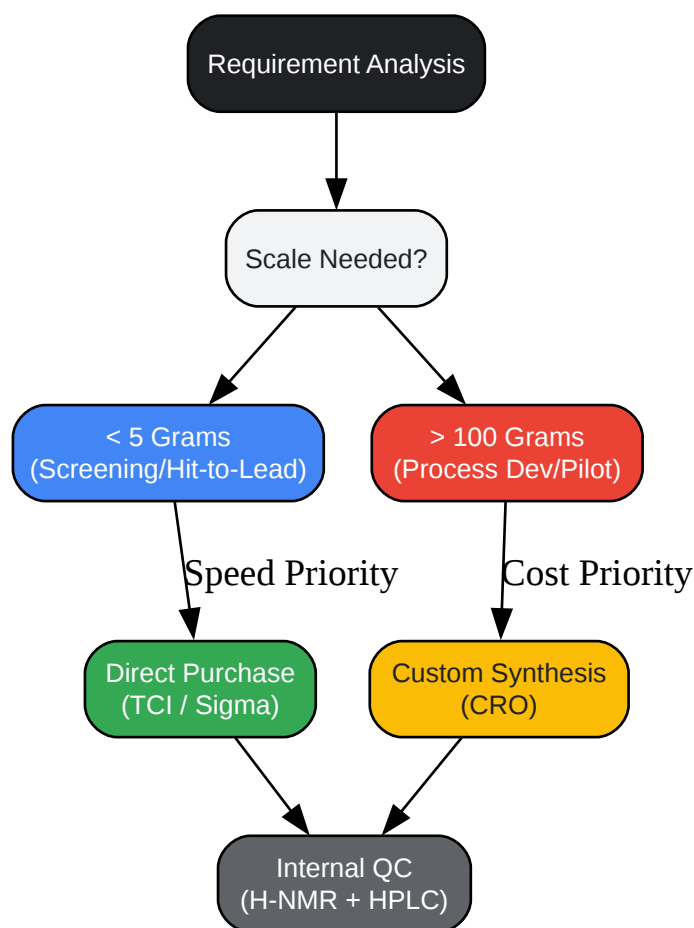 Requirement Analysis
Scale Needed?
< 5 Grams
(Screening/Hit-to-Lead)
> 100 Grams
(Process Dev/Pilot)
Speed Priority
Cost Priority
Direct Purchase
(TCI / Sigma)
Custom Synthesis
(CRO)
Internal QC
(H-NMR + HPLC)